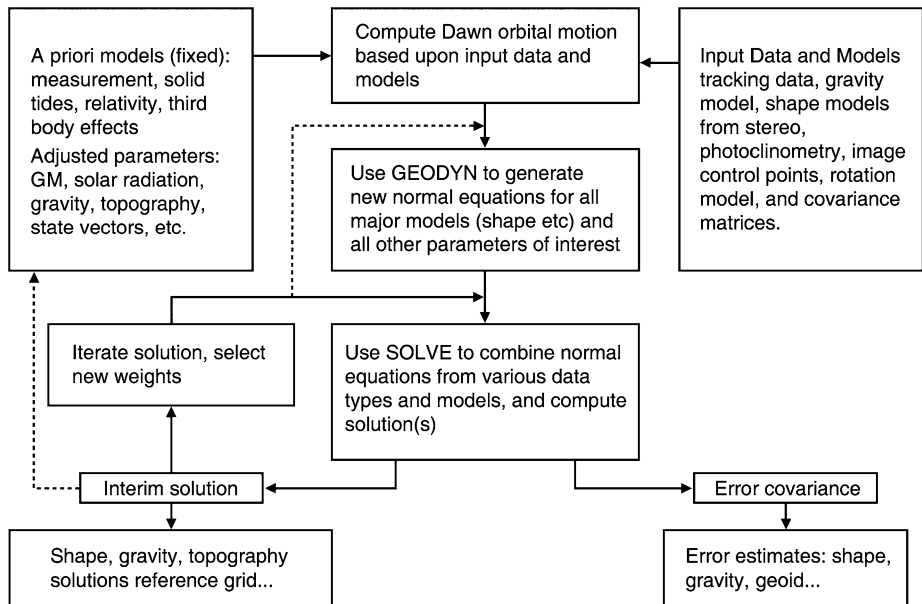 A priori models (fixed):
measurement, solid
tides, relativity, third
body effects
Adjusted parameters:
GM, solar radiation,
gravity, topography,
state vectors, etc.
Compute Dawn orbital motion
based upon input data and
models
Input Data and Models
tracking data, gravity
model, shape models
from stereo,
photoclinometry, image
control points, rotation
model, and covariance
matrices.
Use GEODYN to generate
new normal equations for all
major models (shape etc) and
all other parameters of interest
Iterate solution, select
new weights
Use SOLVE to combine normal
equations from various data
types and models, and compute
solution(s)
Interim solution
Error covariance
Shape, gravity, topography
solutions reference grid...
Error estimates: shape,
gravity, geoid...